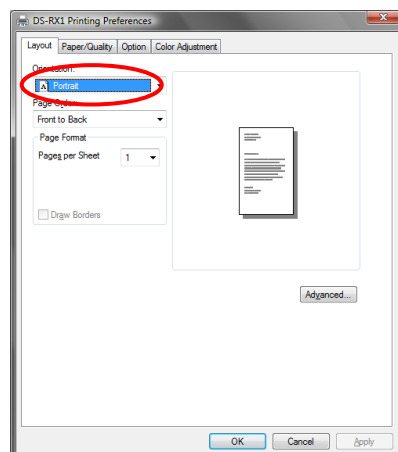 DS-RX1 Printing Preferences
Layout Paper/Quality Option Color Adjustment
Orientation:
A Portrait
Page Order:
Front to Back
Page Format
Pages per Sheet 1
Draw Borders
Advanced...
OK Cancel Apply